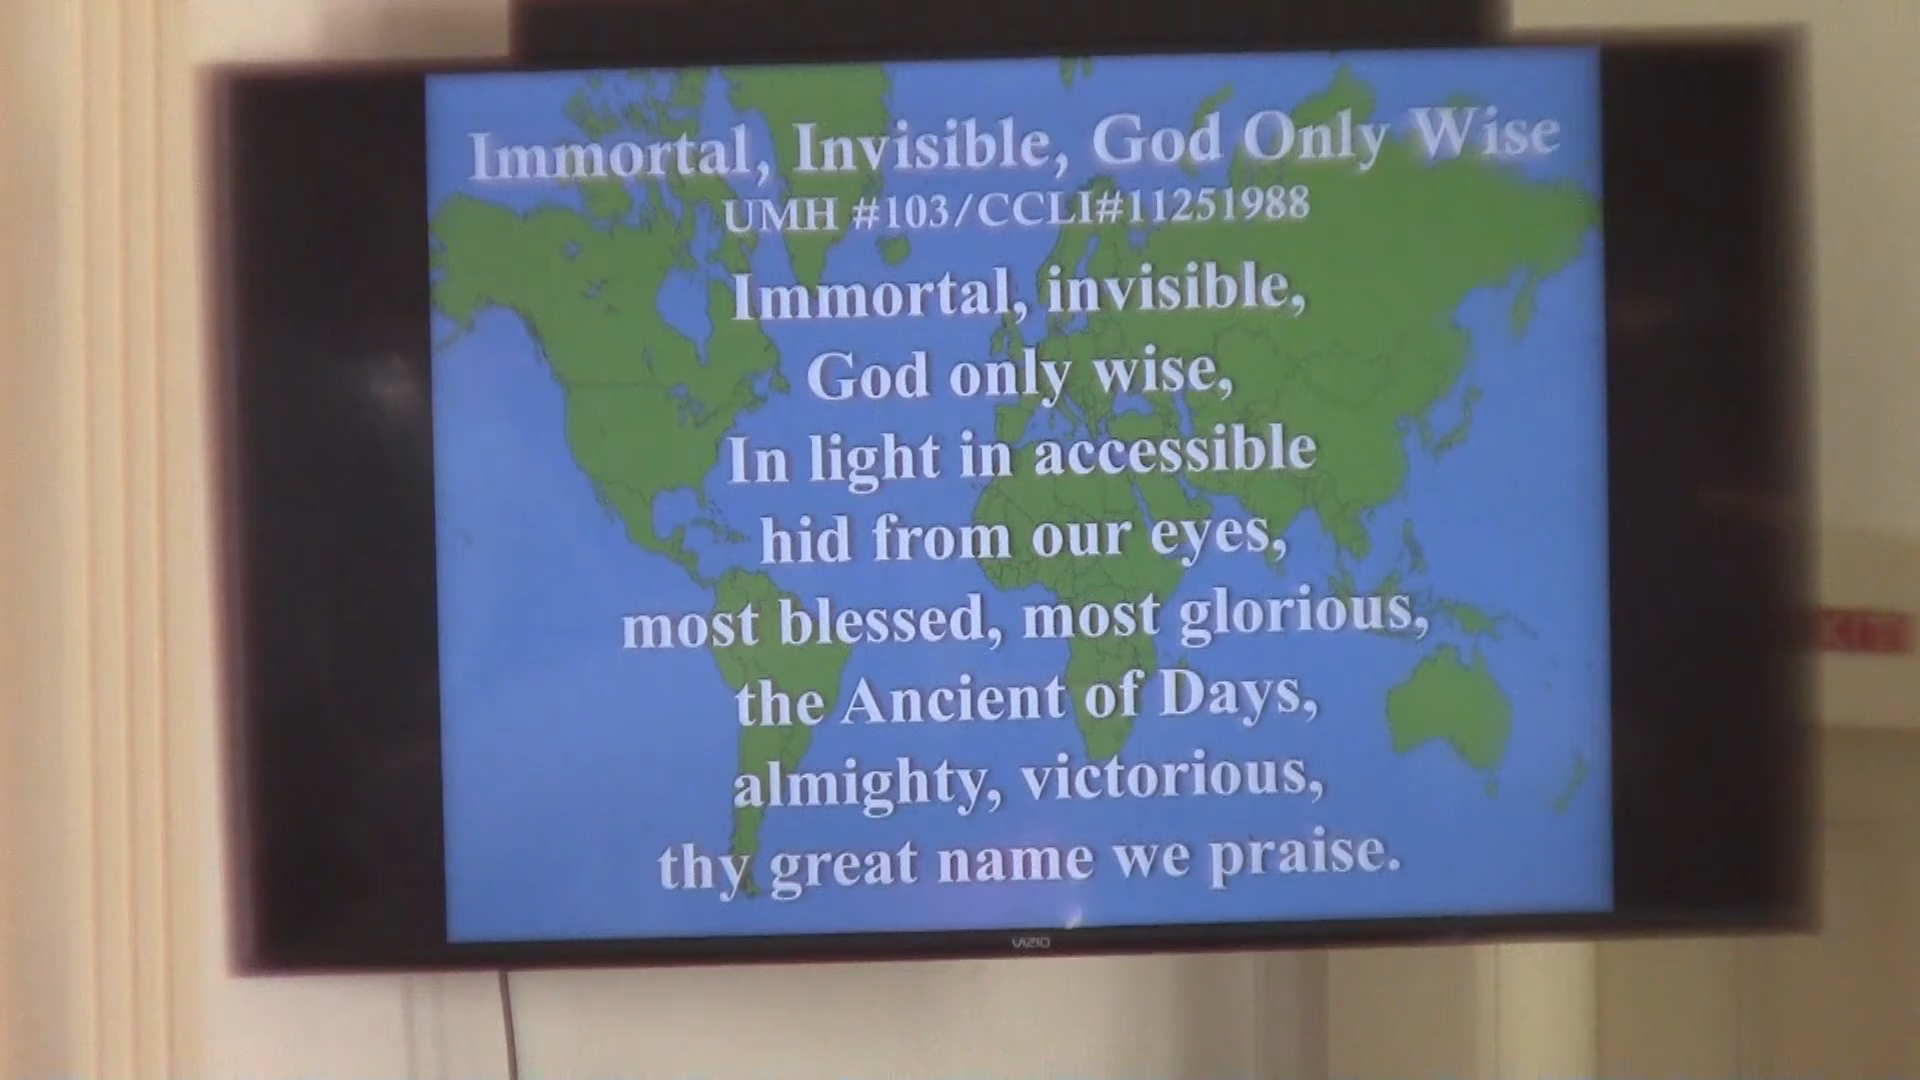 Immortal, Invisible, God Only Wise
UMH #103/CCLI#11251988
Immortal, invisible,
God only wise,
In light in accessible
hid from our eyes,
most blessed, most glorious,
the Ancient of Days,
almighty, victorious,
thy great name we praise.
VIZIO